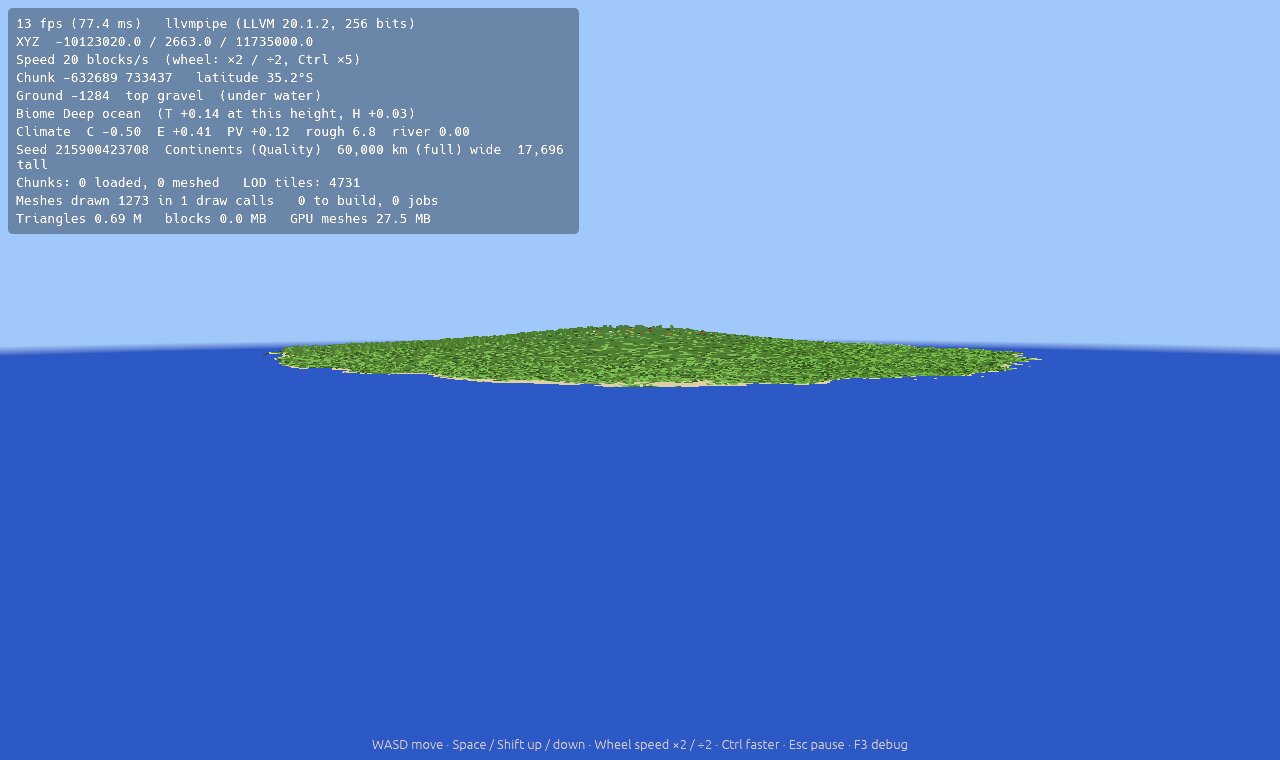 13 fps (77.4 ms)   llvmpipe (LLVM 20.1.2, 256 bits)
XYZ  -10123020.0 / 2663.0 / 11735000.0
Speed 20 blocks/s  (wheel: ×2 / ÷2, Ctrl ×5)
Chunk -632689 733437   latitude 35.2°S
Ground -1284  top gravel  (under water)
Biome Deep ocean  (T +0.14 at this height, H +0.03)
Climate  C -0.50  E +0.41  PV +0.12  rough 6.8  river 0.00
Seed 215900423708  Continents (Quality)  60,000 km (full) wide  17,696
tall
Chunks: 0 loaded, 0 meshed   LOD tiles: 4731
Meshes drawn 1273 in 1 draw calls   0 to build, 0 jobs
Triangles 0.69 M   blocks 0.0 MB   GPU meshes 27.5 MB
WASD move · Space / Shift up / down · Wheel speed ×2 / ÷2 · Ctrl faster · Esc pause · F3 debug